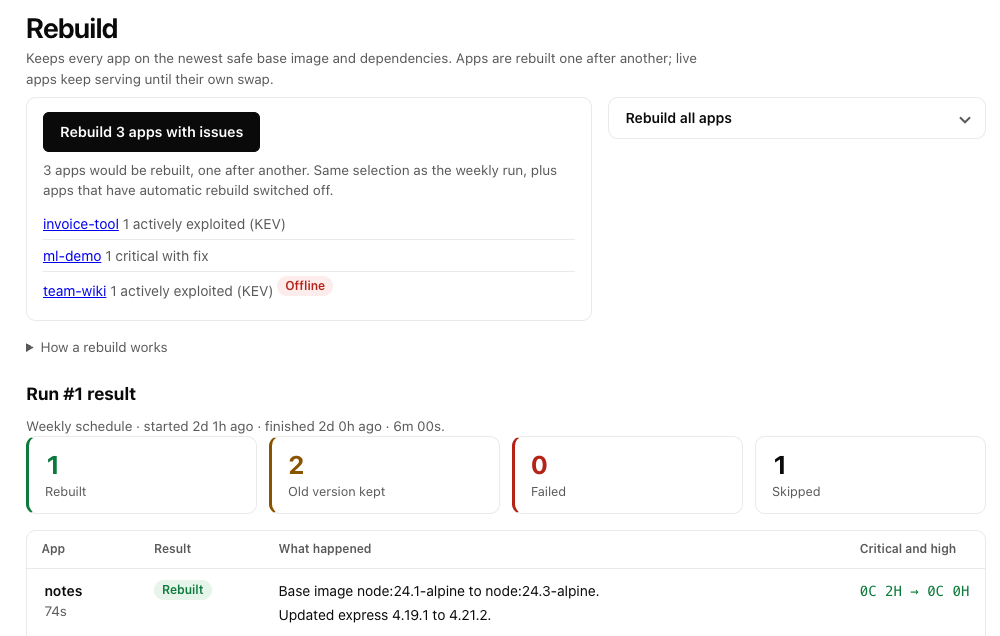 Rebuild
Keeps every app on the newest safe base image and dependencies. Apps are rebuilt one after another; live
apps keep serving until their own swap.
Rebuild 3 apps with issues
3 apps would be rebuilt, one after another. Same selection as the weekly run, plus
apps that have automatic rebuild switched off.
invoice-tool 1 actively exploited (KEV)
ml-demo 1 critical with fix
team-wiki 1 actively exploited (KEV) Offline
Rebuild all apps
How a rebuild works
Run #1 result
Weekly schedule · started 2d 1h ago · finished 2d 0h ago · 6m 00s.
1
Rebuilt
2
Old version kept
0
Failed
1
Skipped
App Result What happened Critical and high
notes Rebuilt Base image node:24.1-alpine to node:24.3-alpine. 0C 2H → 0C 0H
74s Updated express 4.19.1 to 4.21.2.